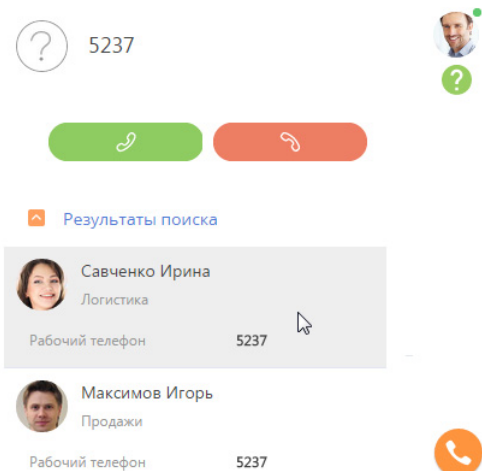 5237
Результаты поиска
Савченко Ирина
Логистика
Рабочий телефон 5237
Максимов Игорь
Продажи
Рабочий телефон 5237